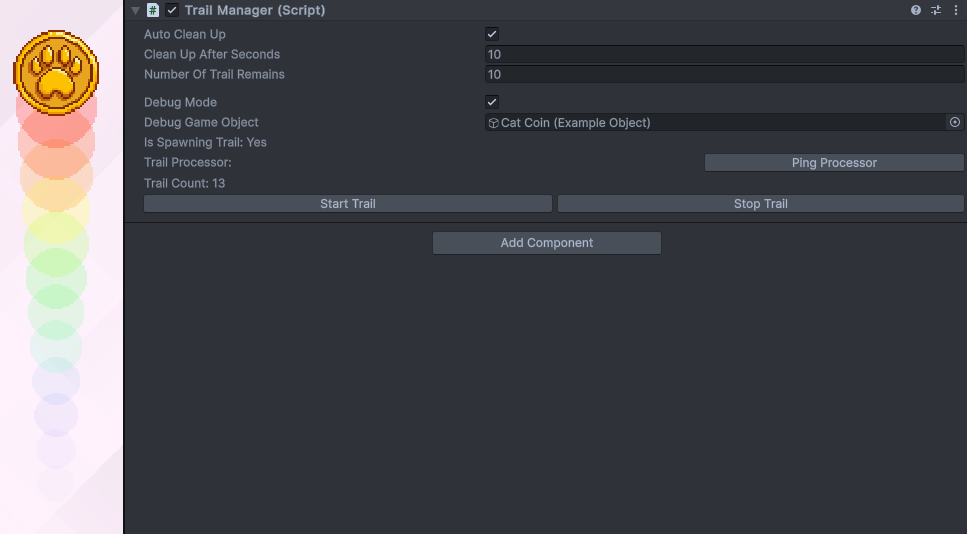 # Trail Manager (Script)
Auto Clean Up
Clean Up After Seconds 10
Number Of Trail Remains 10
Debug Mode
Debug Game Object Cat Coin (Example Object)
Is Spawning Trail: Yes
Trail Processor: Ping Processor
Trail Count: 13
Start Trail Stop Trail
Add Component